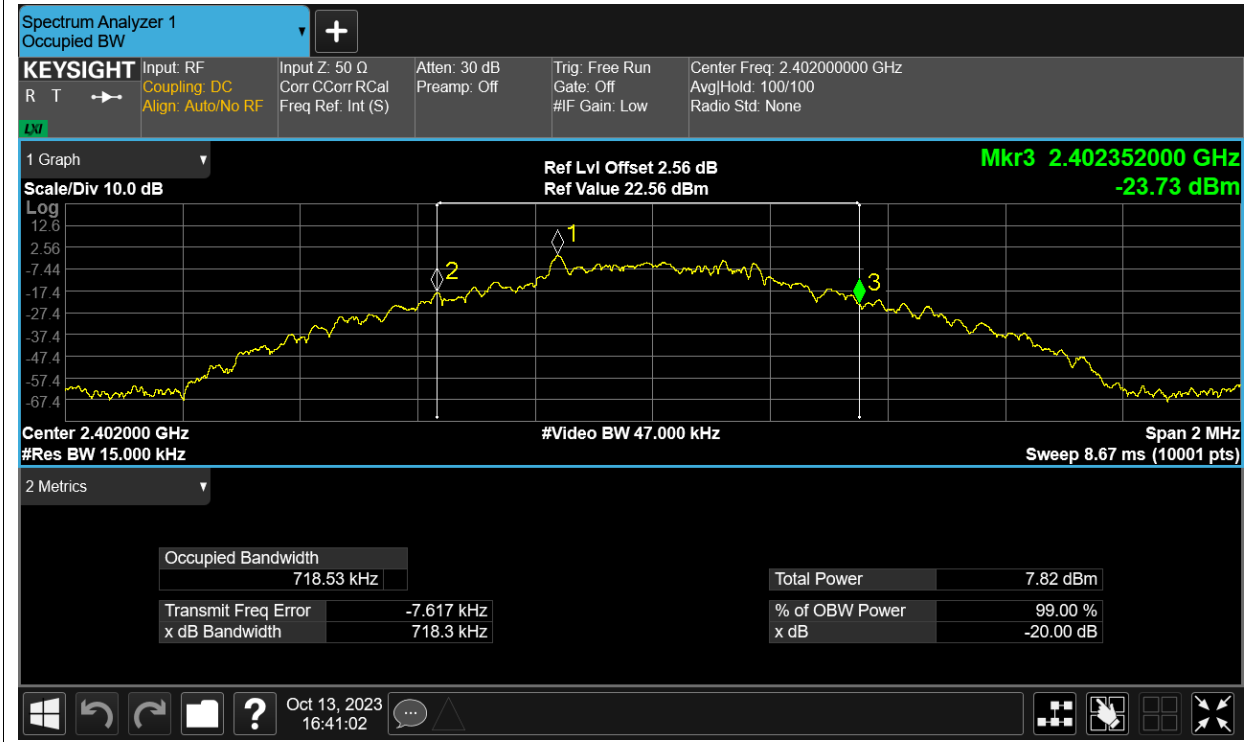 Spectrum Analyzer 1
Occupied BW
KEYSIGHT
R T
LXI
Input: RF
Coupling: DC
Align: Auto/No RF
Input Z: 50 Ω
Corr CCorr RCal
Freq Ref: Int (S)
Atten: 30 dB
Preamp: Off
Trig: Free Run
Gate: Off
#IF Gain: Low
Center Freq: 2.402000000 GHz
Avg|Hold: 100/100
Radio Std: None
1 Graph
Scale/Div 10.0 dB
Ref Lvl Offset 2.56 dB
Ref Value 22.56 dBm
Mkr3 2.402352000 GHz
-23.73 dBm
Log
12.6
2.56
-7.44
-17.4
-27.4
-37.4
-47.4
-57.4
-67.4
1
2
3
Center 2.402000 GHz
#Res BW 15.000 kHz
#Video BW 47.000 kHz
Span 2 MHz
Sweep 8.67 ms (10001 pts)
2 Metrics
Occupied Bandwidth
718.53 kHz
Transmit Freq Error -7.617 kHz
x dB Bandwidth 718.3 kHz
Total Power 7.82 dBm
% of OBW Power 99.00 %
x dB -20.00 dB
?
Oct 13, 2023
16:41:02